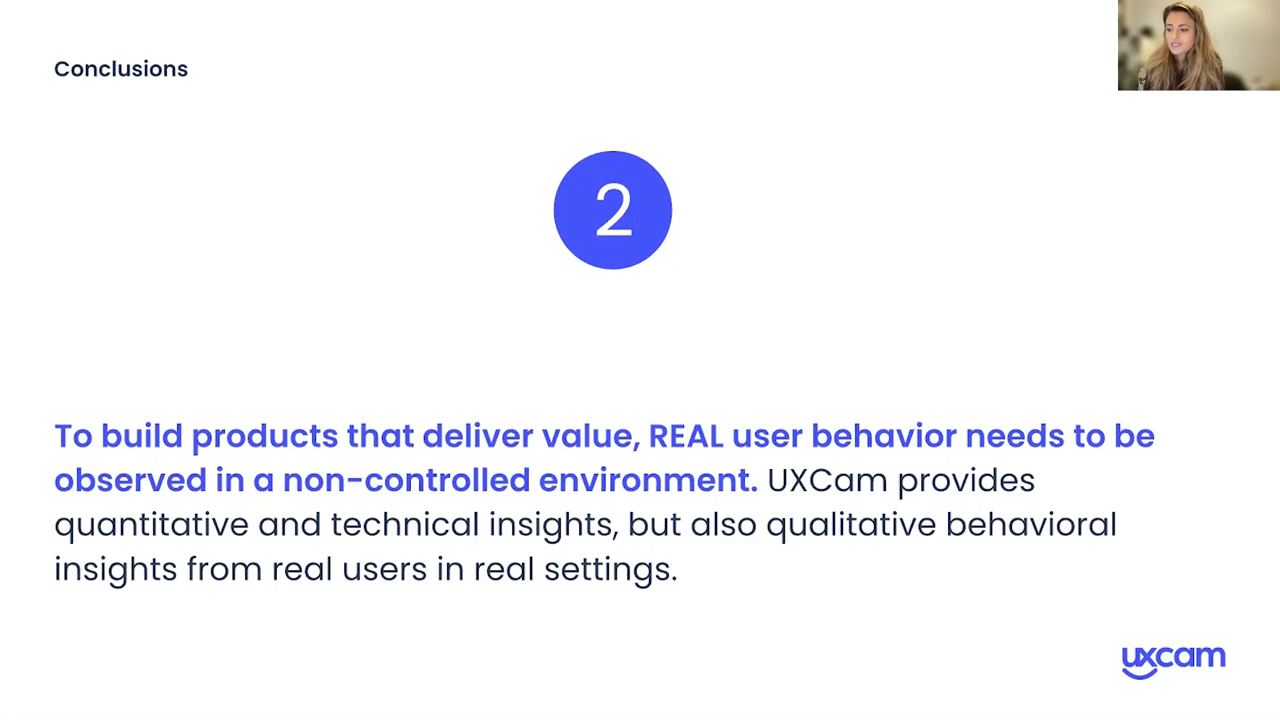 Conclusions
2
To build products that deliver value, REAL user behavior needs to be
observed in a non-controlled environment. UXCam provides
quantitative and technical insights, but also qualitative behavioral
insights from real users in real settings.
uxcam